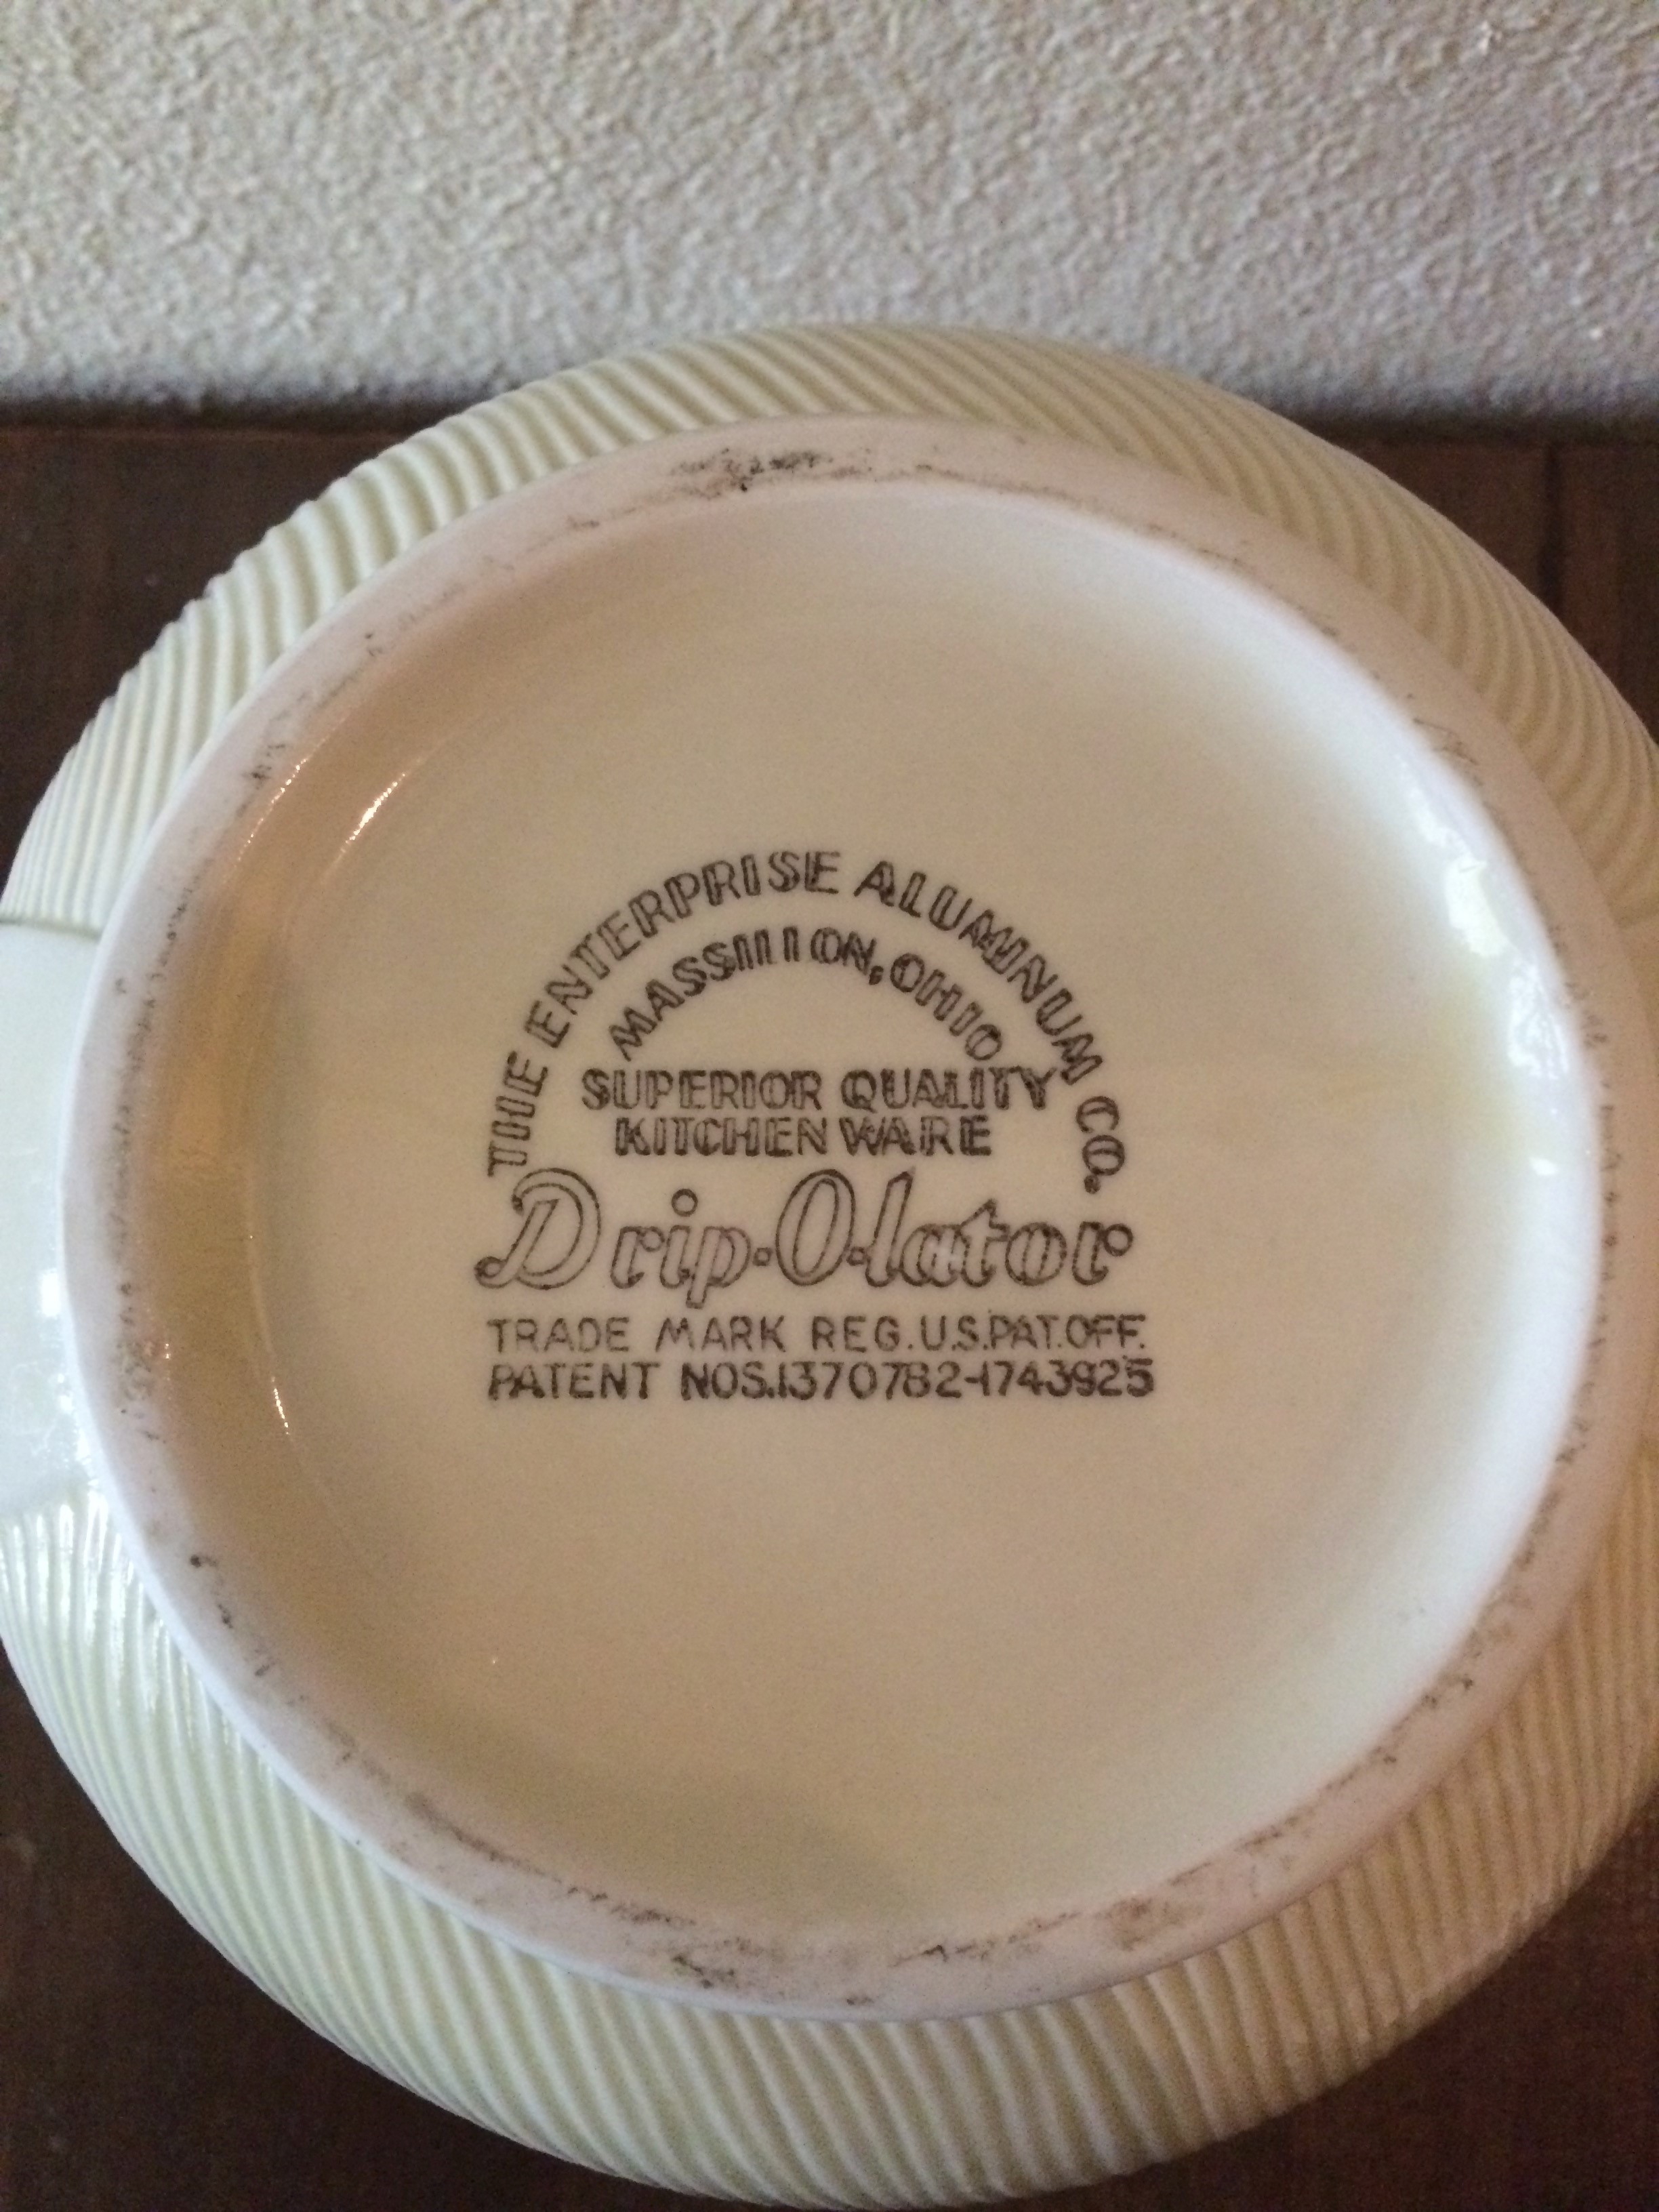 THE ENTERPRISE ALUMINUM CO.
MASSILLON, OHIO
SUPERIOR QUALITY
KITCHEN WARE
Drip-O-lator
TRADE MARK REG. U.S. PAT. OFF.
PATENT NOS. 1370782-1743925